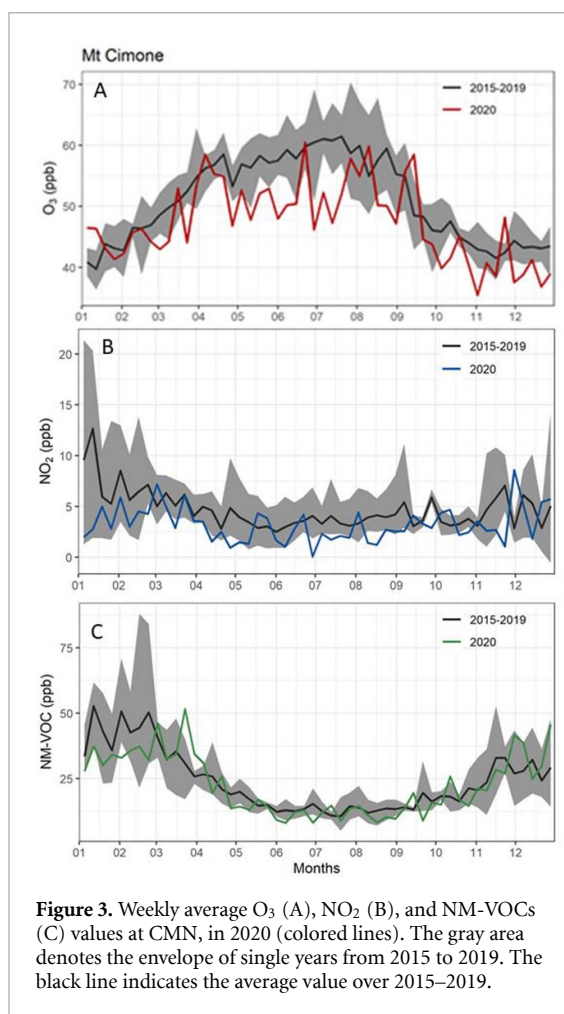 Mt Cimone
A
2015-2019
2020
O₃ (ppb)
70
60
50
40
01 02 03 04 05 06 07 08 09 10 11 12
B
2015-2019
2020
NO₂ (ppb)
20
15
10
5
0
01 02 03 04 05 06 07 08 09 10 11 12
C
2015-2019
2020
NM-VOC (ppb)
75
50
25
01 02 03 04 05 06 07 08 09 10 11 12
Months
Figure 3. Weekly average O₃ (A), NO₂ (B), and NM-VOCs
(C) values at CMN, in 2020 (colored lines). The gray area
denotes the envelope of single years from 2015 to 2019. The
black line indicates the average value over 2015–2019.